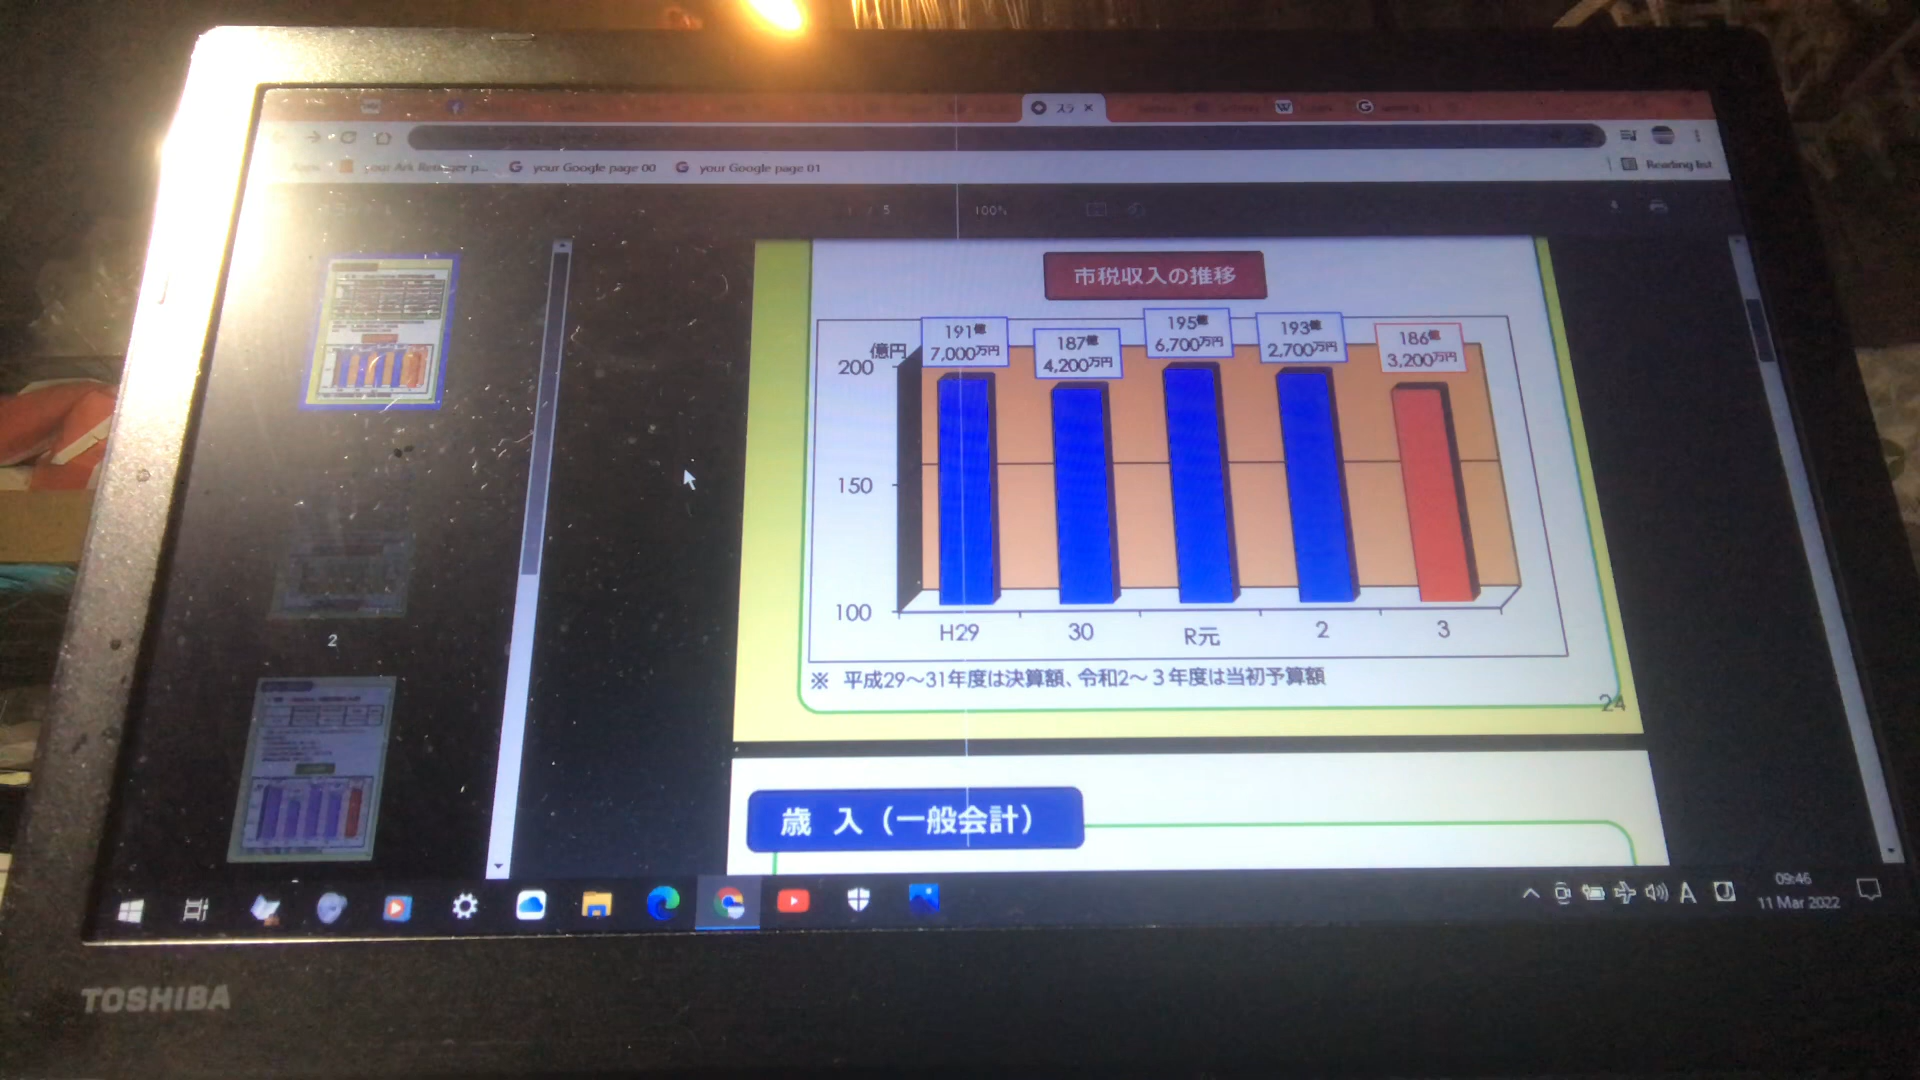 スラ
your Google page 00
your Google page 01
Reading list
/ 5
100%
市税収入の推移
億円
191億
7,000万円
187億
4,200万円
195億
6,700万円
193億
2,700万円
186億
3,200万円
200
150
100
H29
30
R元
2
3
※ 平成29～31年度は決算額、令和2～３年度は当初予算額
24
歳 入（一般会計）
2
A
09:46
11 Mar 2022
TOSHIBA